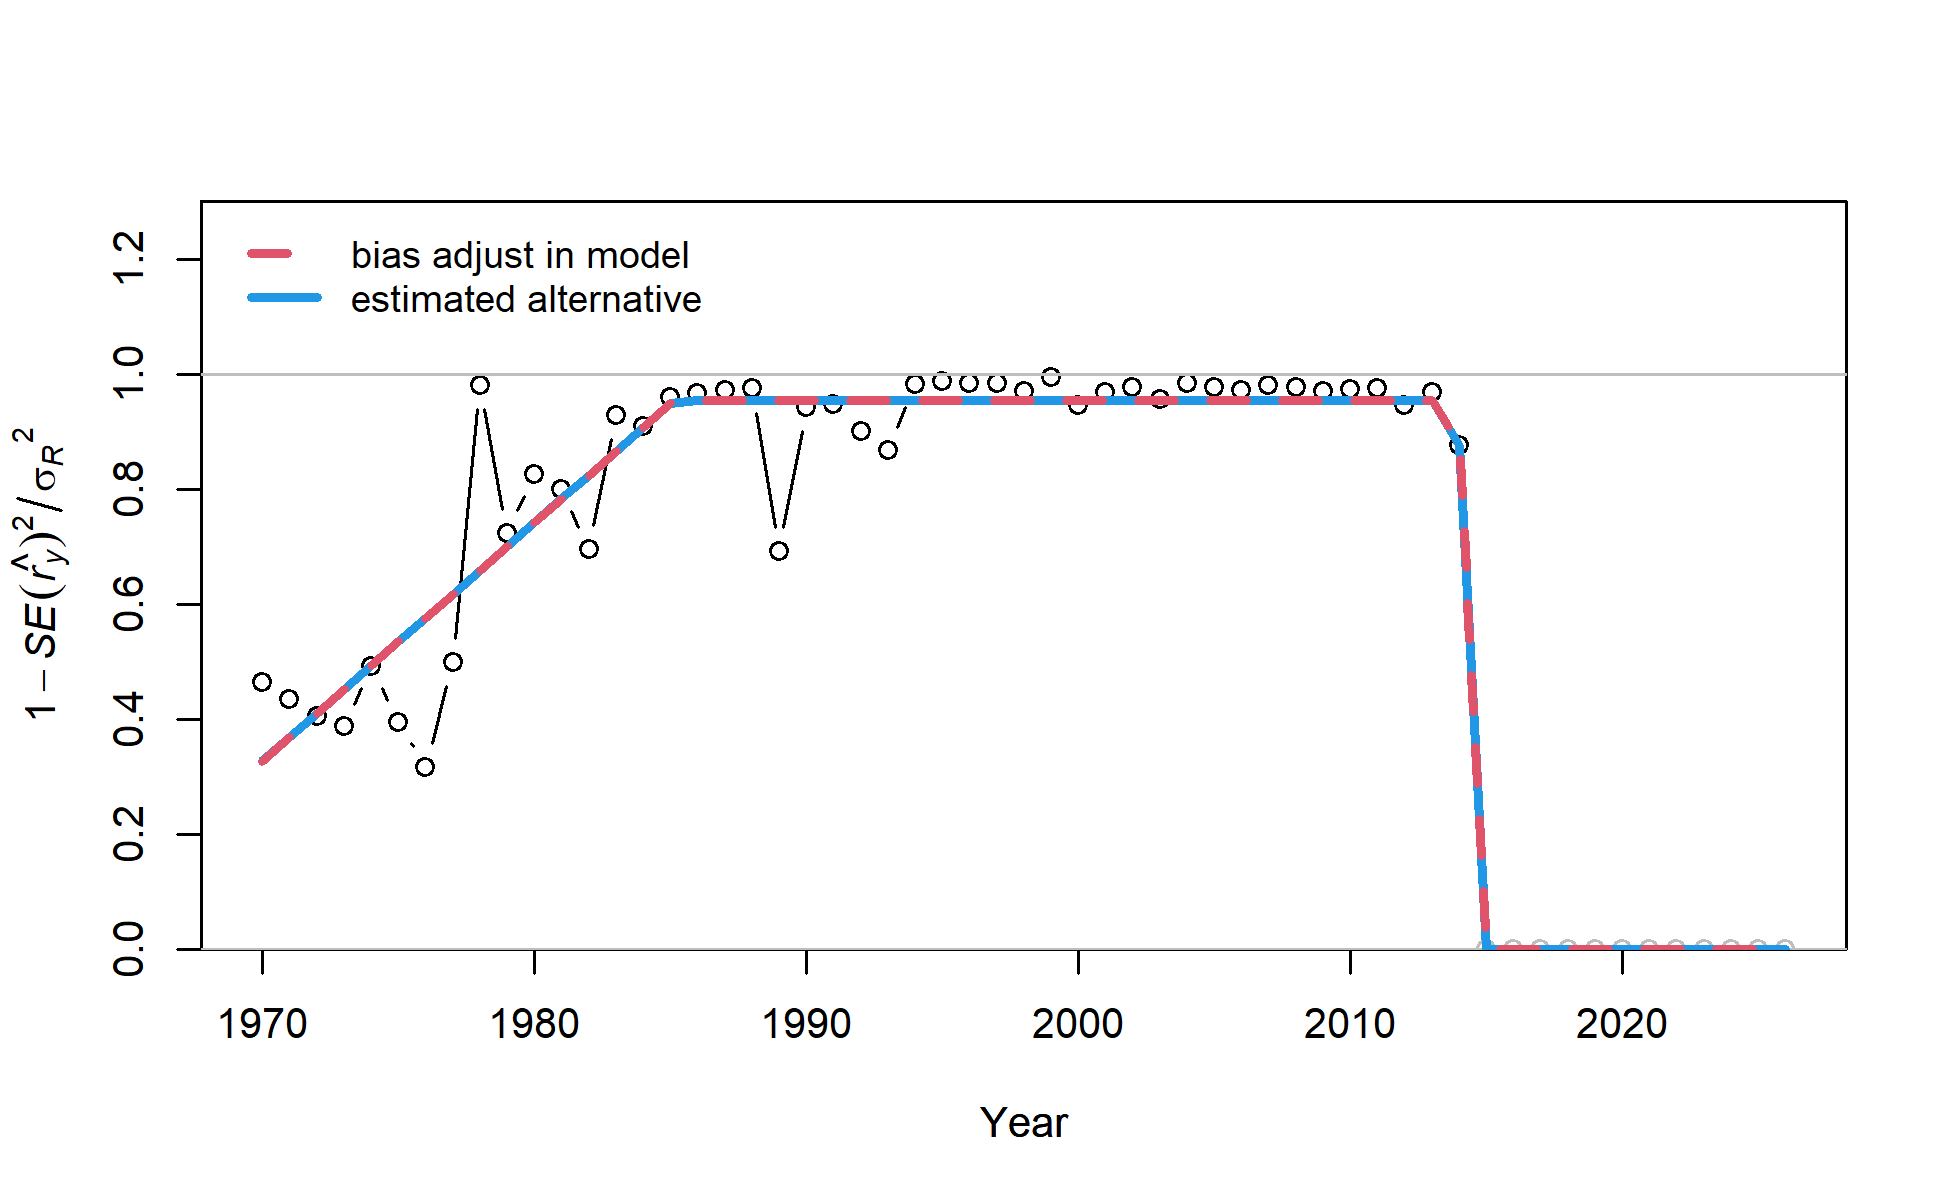 bias adjust in model
estimated alternative
1 − SE(r̂y)² / σR²
1.2
1.0
0.8
0.6
0.4
0.2
0.0
1970 1980 1990 2000 2010 2020
Year